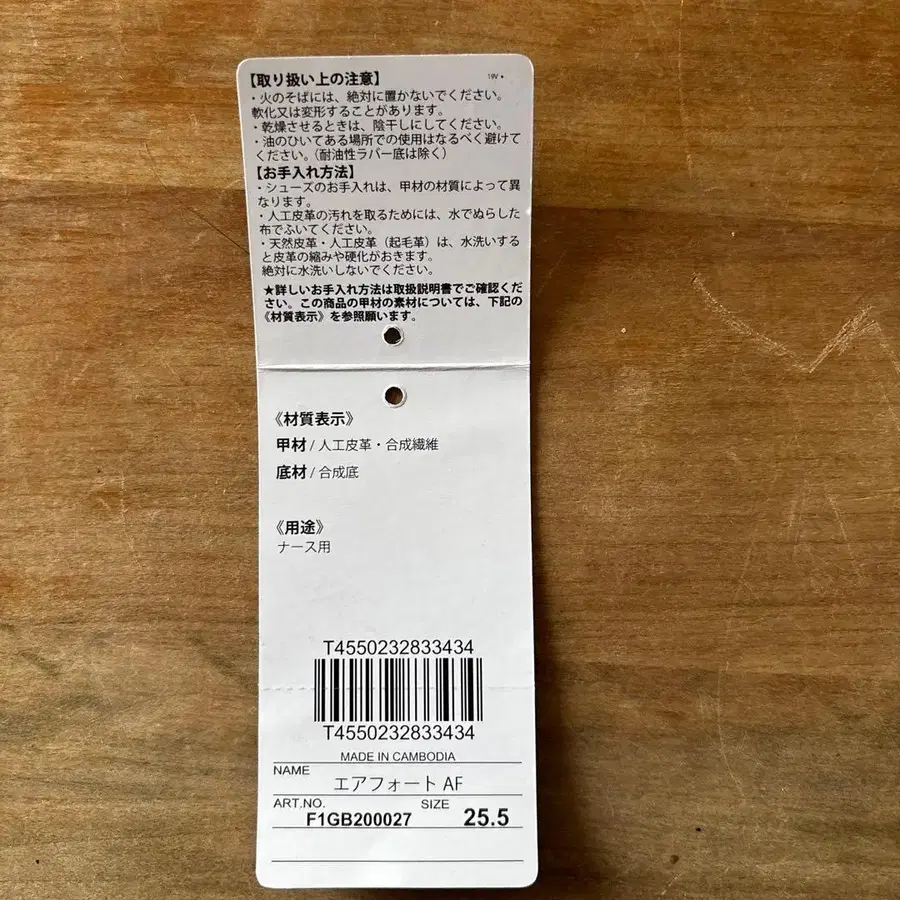 【取り扱い上の注意】
19V
・火のそばには、絶対に置かないでください。
軟化又は変形することがあります。
・乾燥させるときは、陰干しにしてください。
・油のひいてある場所での使用はなるべく避けて
ください。(耐油性ラバー底は除く)
【お手入れ方法】
・シューズのお手入れは、甲材の材質によって異
なります。
・人工皮革の汚れを取るためには、水でぬらした
布でふいてください。
・天然皮革・人工皮革(起毛革)は、水洗いする
と皮革の縮みや硬化がおきます。
絶対に水洗いしないでください。
★詳しいお手入れ方法は取扱説明書でご確認くだ
さい。この商品の甲材の素材については、下記の
《材質表示》を参照願います。
《材質表示》
甲材 / 人工皮革・合成繊維
底材 / 合成底
《用途》
ナース用
T4550232833434
T4550232833434
MADE IN CAMBODIA
NAME
エアフォート AF
ART.NO. SIZE
F1GB200027 25.5